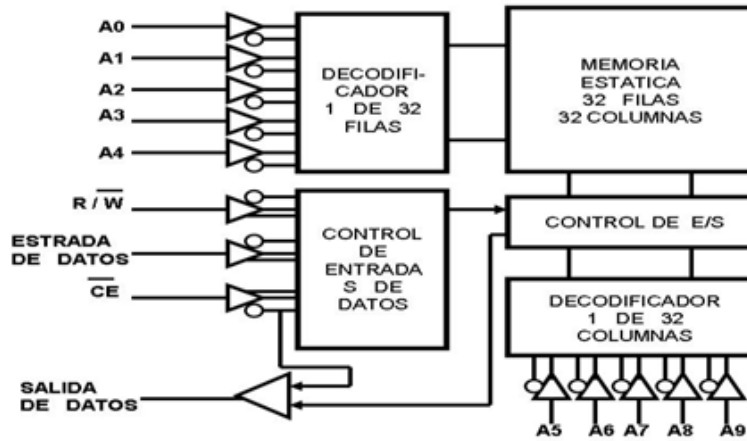 A0
A1
A2
A3
A4
DECODIFI-
CADOR
1 DE 32
FILAS
MEMORIA
ESTATICA
32 FILAS
32 COLUMNAS
R / W
ESTRADA
DE DATOS
CE
CONTROL
DE
ENTRADA
S DE
DATOS
CONTROL DE E/S
DECODIFICADOR
1 DE 32
COLUMNAS
SALIDA
DE DATOS
A5 A6 A7 A8 A9